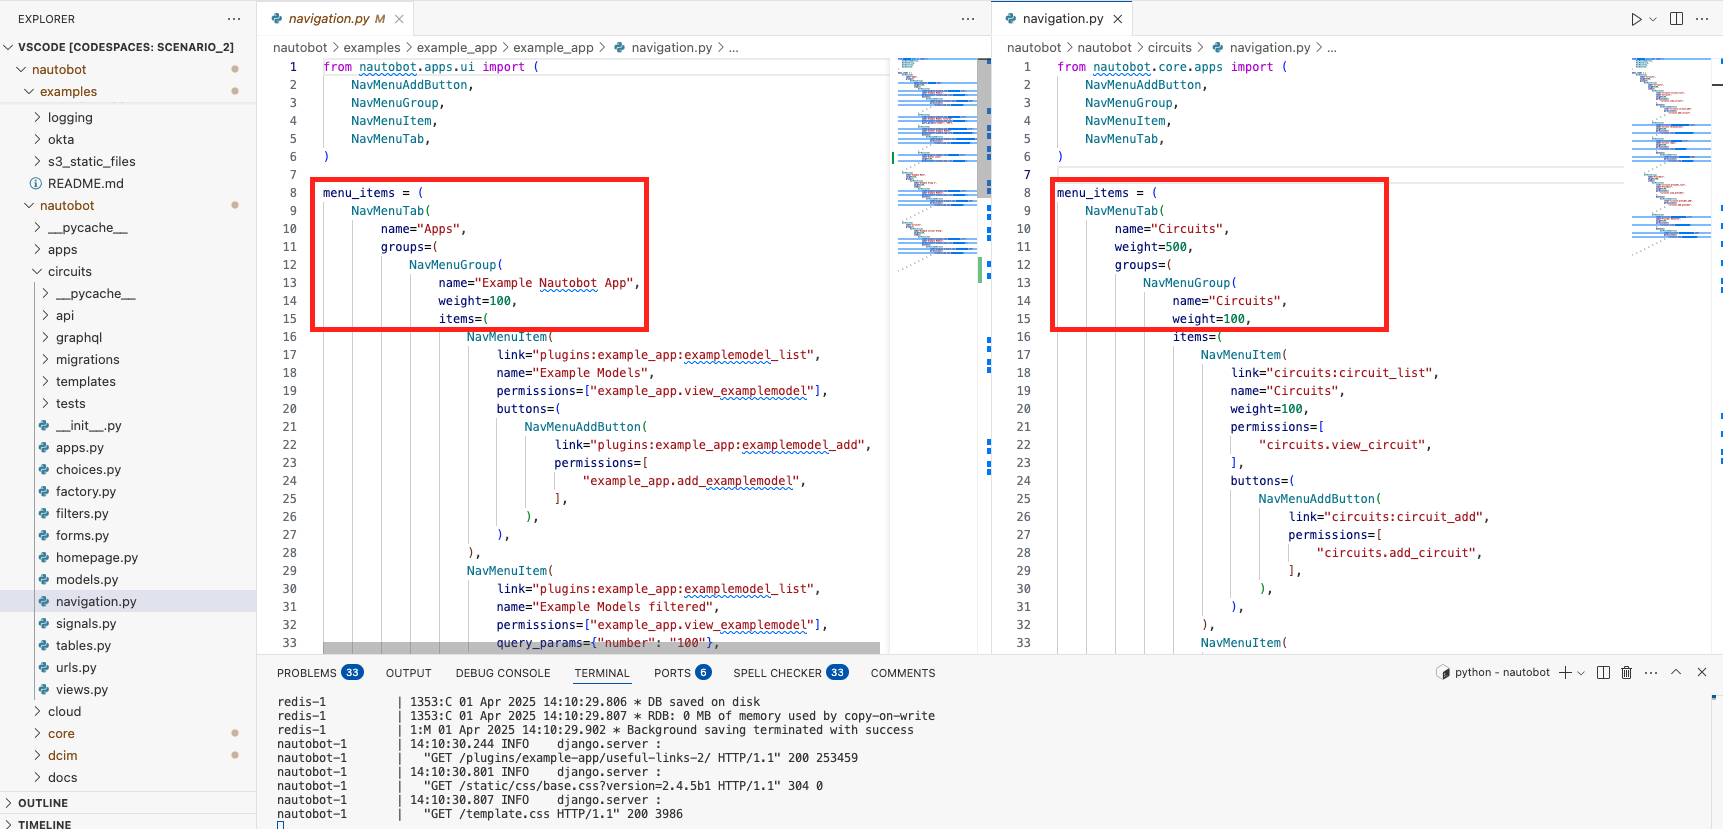 EXPLORER
VSCODE [CODESPACES: SCENARIO_2]
nautobot
examples
logging
okta
s3_static_files
README.md
nautobot
__pycache__
apps
circuits
__pycache__
api
graphql
migrations
templates
tests
__init__.py
apps.py
choices.py
factory.py
filters.py
forms.py
homepage.py
models.py
navigation.py
signals.py
tables.py
urls.py
views.py
cloud
core
dcim
docs
OUTLINE
TIMELINE
navigation.py M
nautobot > examples > example_app > example_app > navigation.py > ...
1 from nautobot.apps.ui import (
2 NavMenuAddButton,
3 NavMenuGroup,
4 NavMenuItem,
5 NavMenuTab,
6 )
7
8 menu_items = (
9 NavMenuTab(
10 name="Apps",
11 groups=(
12 NavMenuGroup(
13 name="Example Nautobot App",
14 weight=100,
15 items=(
16 NavMenuItem(
17 link="plugins:example_app:examplemodel_list",
18 name="Example Models",
19 permissions=["example_app.view_examplemodel"],
20 buttons=(
21 NavMenuAddButton(
22 link="plugins:example_app:examplemodel_add",
23 permissions=[
24 "example_app.add_examplemodel",
25 ],
26 ),
27 ),
28 ),
29 NavMenuItem(
30 link="plugins:example_app:examplemodel_list",
31 name="Example Models filtered",
32 permissions=["example_app.view_examplemodel"],
33 query_params={"number": "100"},
navigation.py
nautobot > nautobot > circuits > navigation.py > ...
1 from nautobot.core.apps import (
2 NavMenuAddButton,
3 NavMenuGroup,
4 NavMenuItem,
5 NavMenuTab,
6 )
7
8 menu_items = (
9 NavMenuTab(
10 name="Circuits",
11 weight=500,
12 groups=(
13 NavMenuGroup(
14 name="Circuits",
15 weight=100,
16 items=(
17 NavMenuItem(
18 link="circuits:circuit_list",
19 name="Circuits",
20 weight=100,
21 permissions=[
22 "circuits.view_circuit",
23 ],
24 buttons=(
25 NavMenuAddButton(
26 link="circuits:circuit_add",
27 permissions=[
28 "circuits.add_circuit",
29 ],
30 ),
31 ),
32 ),
33 NavMenuItem(
PROBLEMS 33 OUTPUT DEBUG CONSOLE TERMINAL PORTS 6 SPELL CHECKER 33 COMMENTS python - nautobot
redis-1 | 1353:C 01 Apr 2025 14:10:29.806 * DB saved on disk
redis-1 | 1353:C 01 Apr 2025 14:10:29.807 * RDB: 0 MB of memory used by copy-on-write
redis-1 | 1:M 01 Apr 2025 14:10:29.902 * Background saving terminated with success
nautobot-1 | 14:10:30.244 INFO django.server :
nautobot-1 | "GET /plugins/example-app/useful-links-2/ HTTP/1.1" 200 253459
nautobot-1 | 14:10:30.801 INFO django.server :
nautobot-1 | "GET /static/css/base.css?version=2.4.5b1 HTTP/1.1" 304 0
nautobot-1 | 14:10:30.807 INFO django.server :
nautobot-1 | "GET /template.css HTTP/1.1" 200 3986